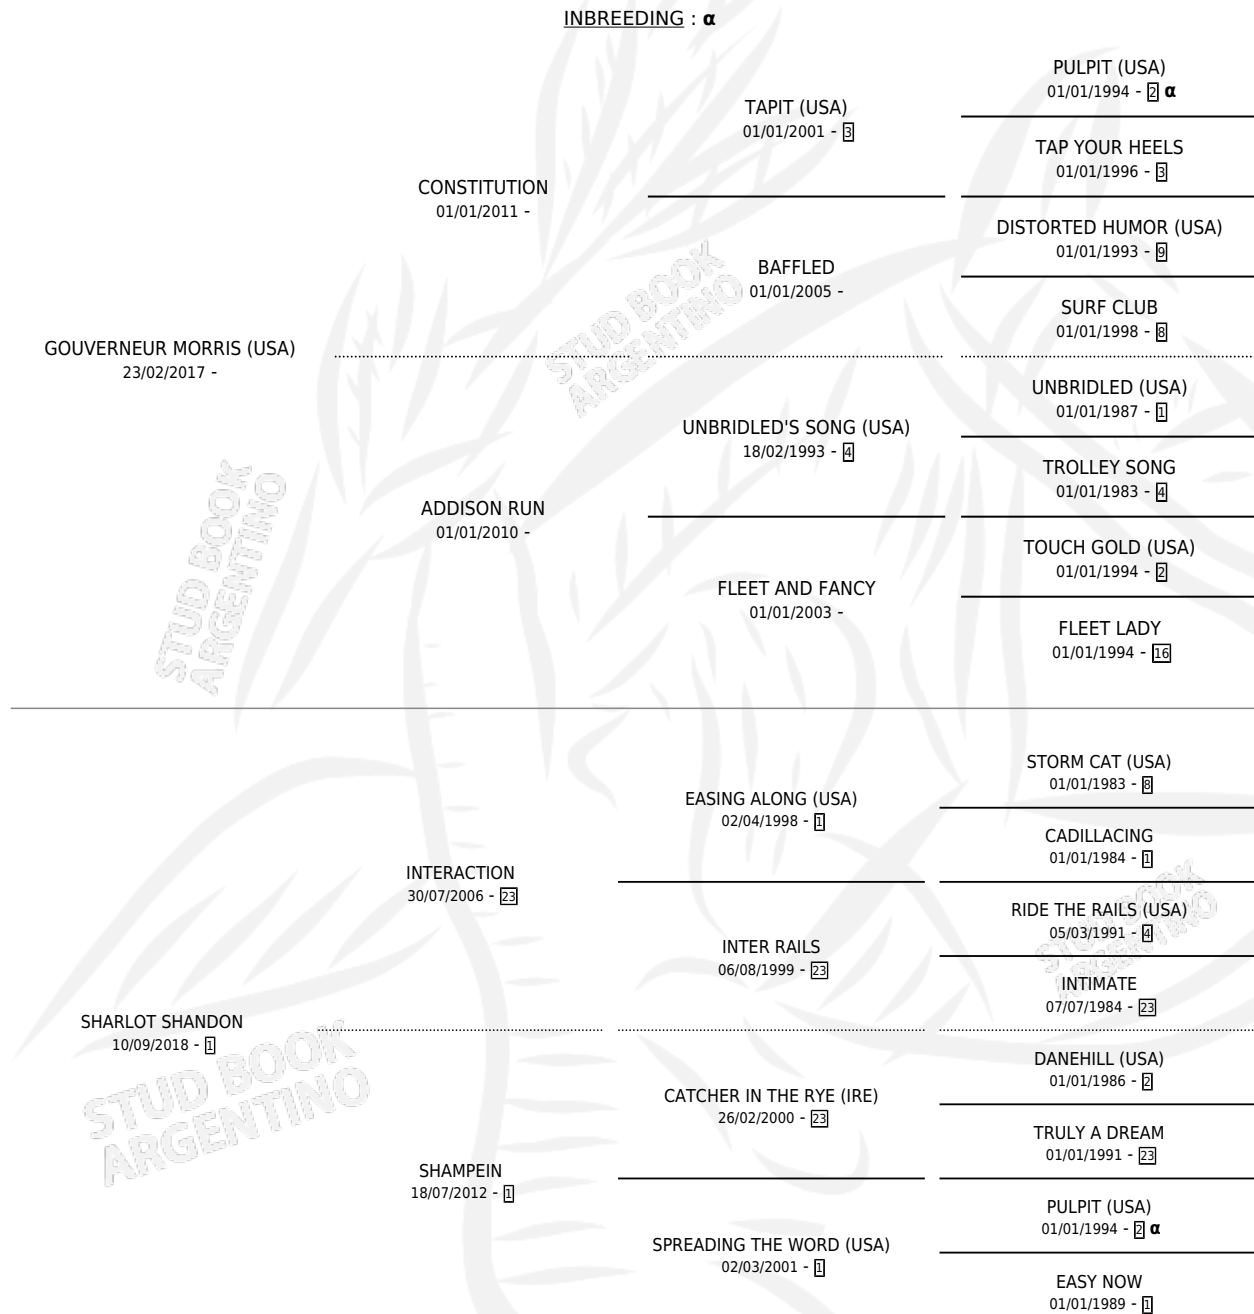 INBREEDING : α
PULPIT (USA)
01/01/1994 - 2 α
TAPIT (USA)
01/01/2001 - 3
TAP YOUR HEELS
01/01/1996 - 3
CONSTITUTION
01/01/2011 -
DISTORTED HUMOR (USA)
01/01/1993 - 9
BAFFLED
01/01/2005 -
SURF CLUB
01/01/1998 - 8
GOUVERNEUR MORRIS (USA)
23/02/2017 -
UNBRIDLED (USA)
01/01/1987 - 1
UNBRIDLED'S SONG (USA)
18/02/1993 - 4
TROLLEY SONG
01/01/1983 - 4
ADDISON RUN
01/01/2010 -
TOUCH GOLD (USA)
01/01/1994 - 2
FLEET AND FANCY
01/01/2003 -
FLEET LADY
01/01/1994 - 16
STORM CAT (USA)
01/01/1983 - 8
EASING ALONG (USA)
02/04/1998 - 1
CADILLACING
01/01/1984 - 1
INTERACTION
30/07/2006 - 23
RIDE THE RAILS (USA)
05/03/1991 - 4
INTER RAILS
06/08/1999 - 23
INTIMATE
07/07/1984 - 23
SHARLOT SHANDON
10/09/2018 - 1
DANEHILL (USA)
01/01/1986 - 2
CATCHER IN THE RYE (IRE)
26/02/2000 - 23
TRULY A DREAM
01/01/1991 - 23
SHAMPEIN
18/07/2012 - 1
PULPIT (USA)
01/01/1994 - 2 α
SPREADING THE WORD (USA)
02/03/2001 - 1
EASY NOW
01/01/1989 - 1
STUD BOOK
ARGENTINO
STUD BOOK
ARGENTINO
STUD BOOK
ARGENTINO
STUD BOOK
ARGENTINO